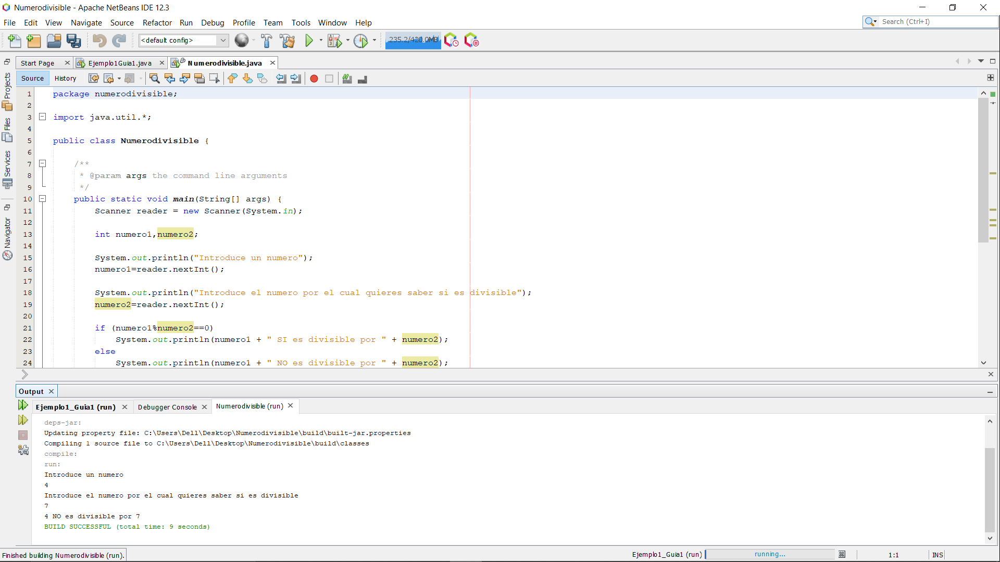 Numerodivisible - Apache NetBeans IDE 12.3
File Edit View Navigate Source Refactor Run Debug Profile Team Tools Window Help
Search (Ctrl+I)
<default config>
235.2/420.0MB
Start Page Ejemplo1Guia1.java Numerodivisible.java
Source History
Projects
Files
Services
Navigator
1 package numerodivisible;
2
3 import java.util.*;
4
5 public class Numerodivisible {
6
7 /**
8 * @param args the command line arguments
9 */
10 public static void main(String[] args) {
11 Scanner reader = new Scanner(System.in);
12
13 int numero1,numero2;
14
15 System.out.println("Introduce un numero");
16 numero1=reader.nextInt();
17
18 System.out.println("Introduce el numero por el cual quieres saber si es divisible");
19 numero2=reader.nextInt();
20
21 if (numero1%numero2==0)
22 System.out.println(numero1 + " SI es divisible por " + numero2);
23 else
24 System.out.println(numero1 + " NO es divisible por " + numero2);
Output
Ejemplo1_Guia1 (run) Debugger Console Numerodivisible (run)
deps-jar:
Updating property file: C:\Users\Dell\Desktop\Numerodivisible\build\built-jar.properties
Compiling 1 source file to C:\Users\Dell\Desktop\Numerodivisible\build\classes
compile:
run:
Introduce un numero
4
Introduce el numero por el cual quieres saber si es divisible
7
4 NO es divisible por 7
BUILD SUCCESSFUL (total time: 9 seconds)
Finished building Numerodivisible (run).
Ejemplo1_Guia1 (run) running... 1:1 INS